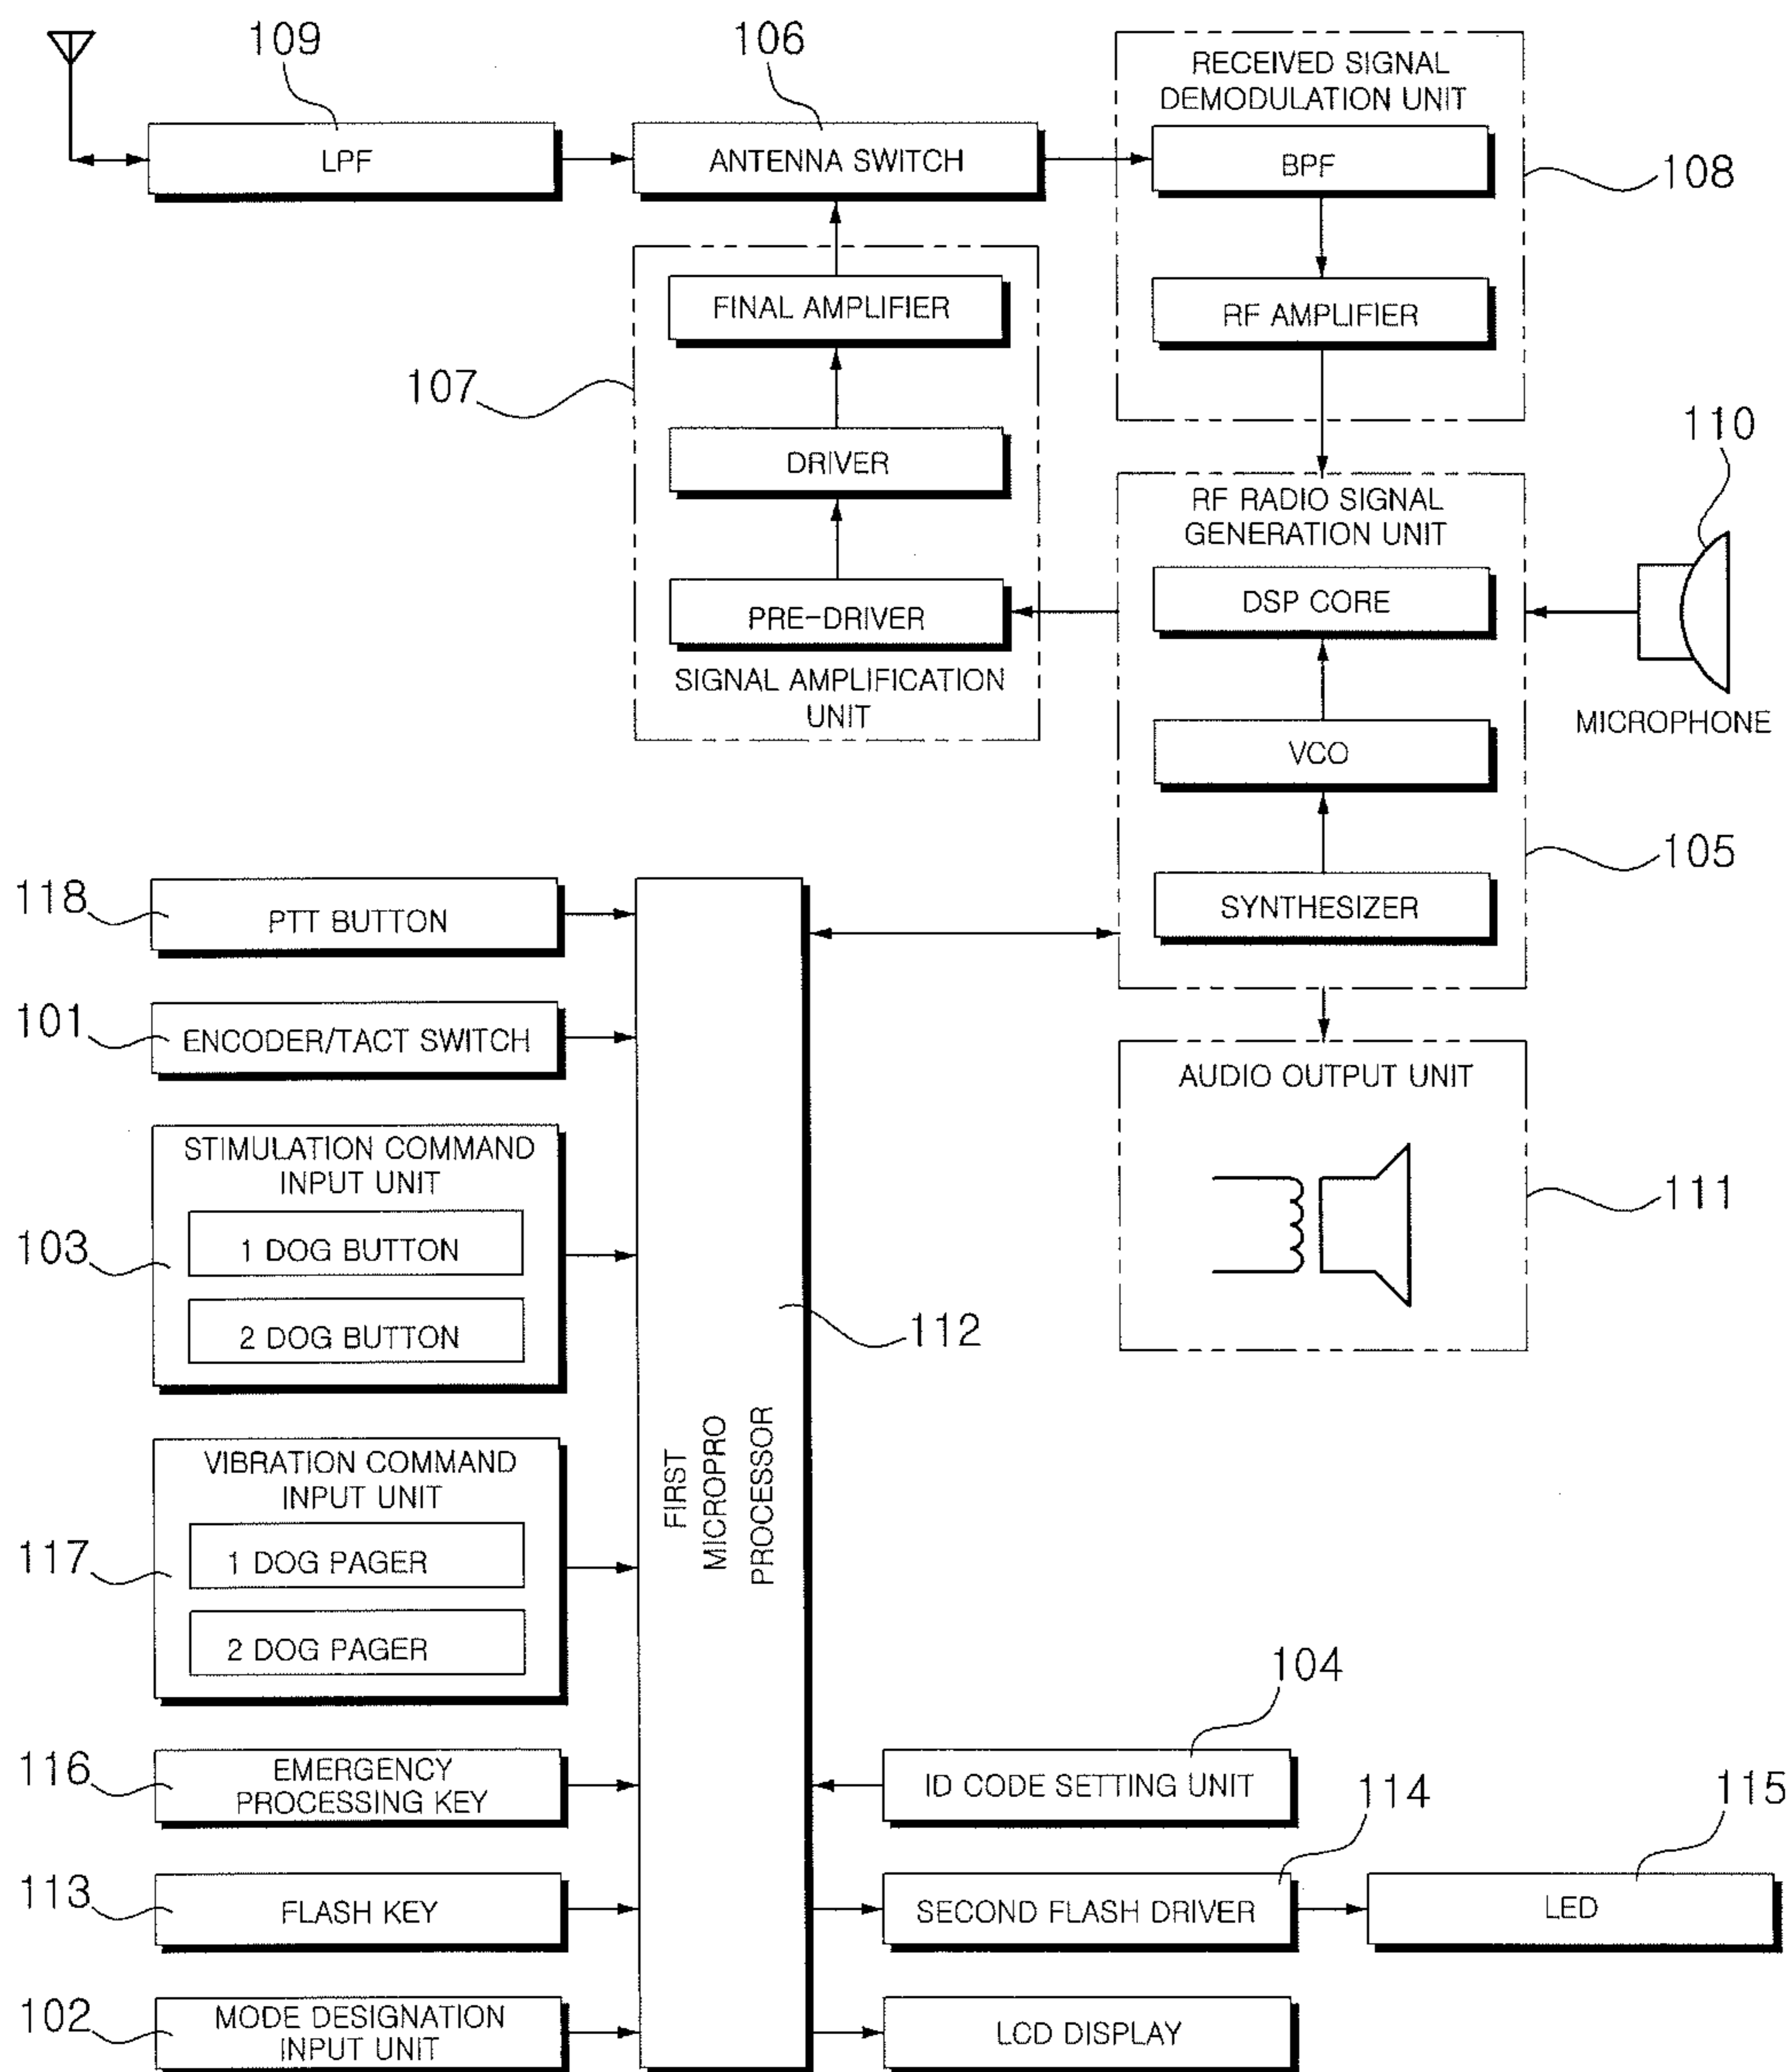 109
106
RECEIVED SIGNAL
DEMODULATION UNIT
LPF
ANTENNA SWITCH
BPF
108
FINAL AMPLIFIER
RF AMPLIFIER
107
DRIVER
110
RF RADIO SIGNAL
GENERATION UNIT
PRE-DRIVER
DSP CORE
SIGNAL AMPLIFICATION
UNIT
MICROPHONE
VCO
105
118
PTT BUTTON
SYNTHESIZER
101
ENCODER/TACT SWITCH
AUDIO OUTPUT UNIT
STIMULATION COMMAND
INPUT UNIT
111
103
1 DOG BUTTON
2 DOG BUTTON
112
FIRST
MICROPRO
PROCESSOR
VIBRATION COMMAND
INPUT UNIT
117
1 DOG PAGER
2 DOG PAGER
104
116
EMERGENCY
PROCESSING KEY
ID CODE SETTING UNIT
114
115
113
FLASH KEY
SECOND FLASH DRIVER
LED
102
MODE DESIGNATION
INPUT UNIT
LCD DISPLAY